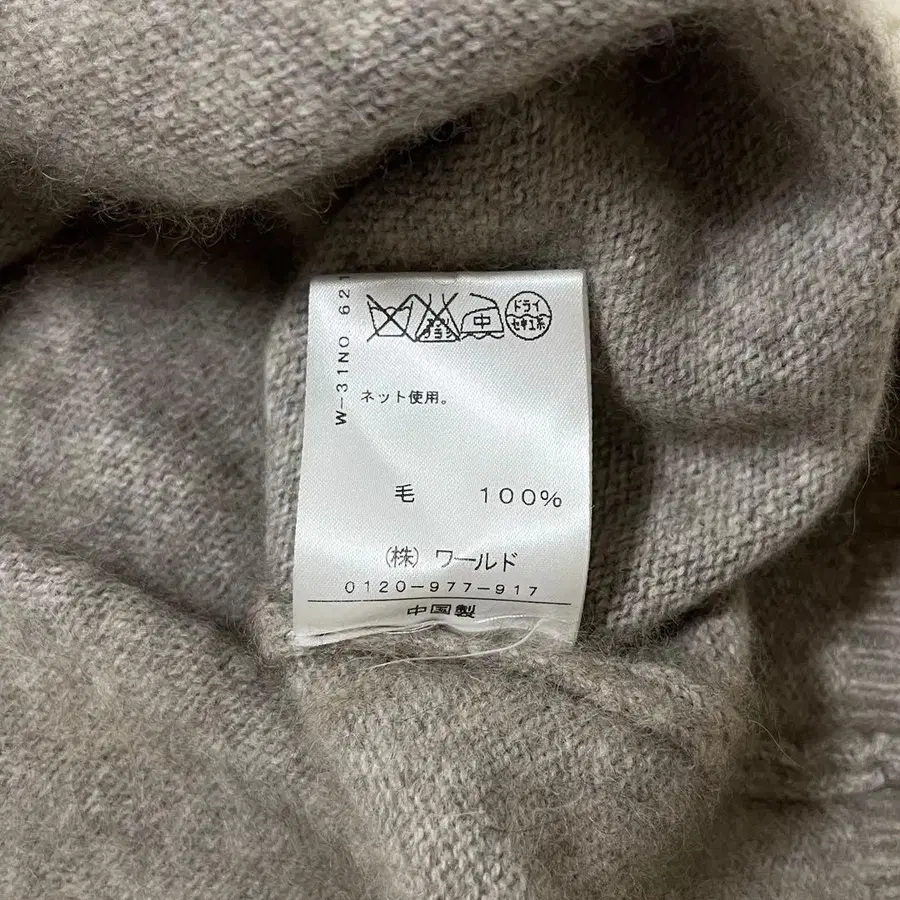 W-31NO 621
中
ドライ
セキユ系
ネット使用。
毛 100%
(株) ワールド
0120-977-917
中国製